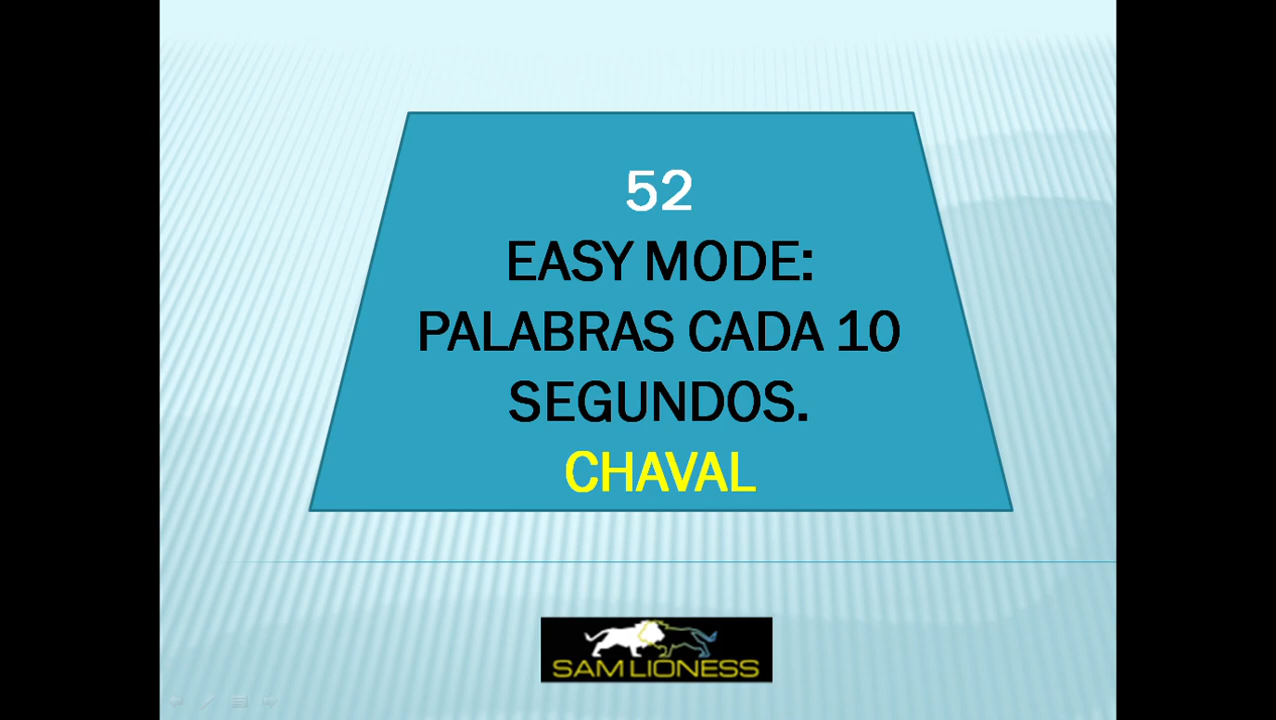 52
EASY MODE:
PALABRAS CADA 10
SEGUNDOS.
CHAVAL
SAM LIONESS